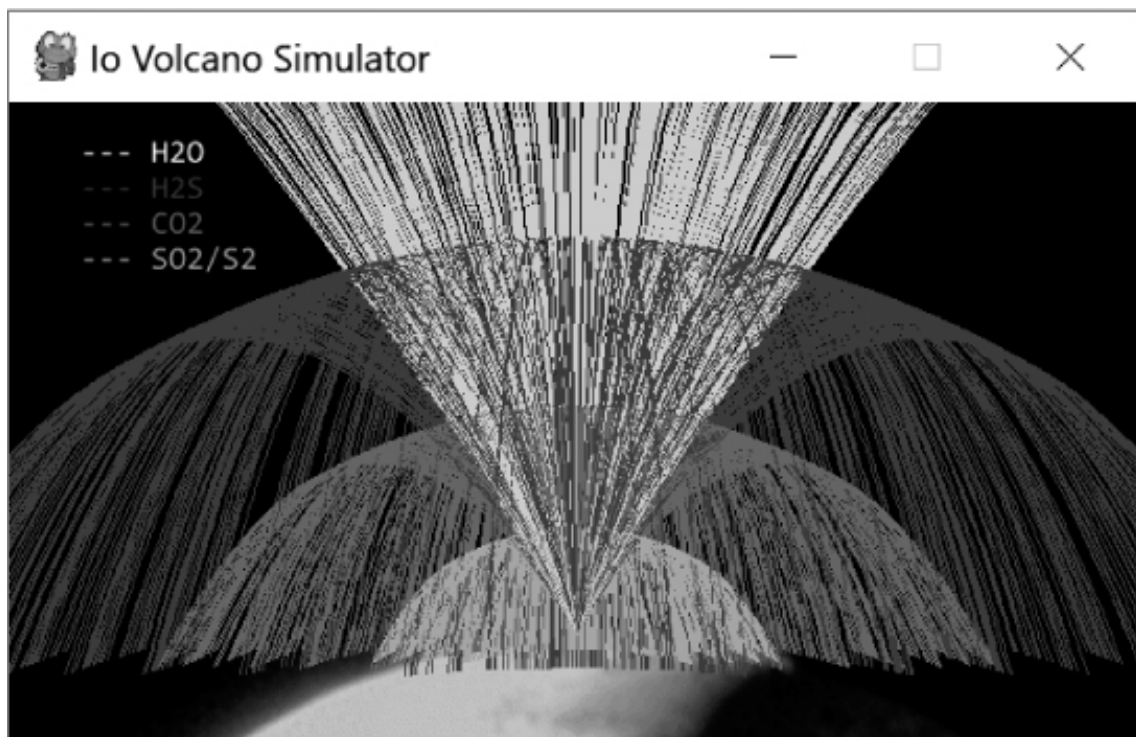 Io Volcano Simulator
--- H2O
--- H2S
--- CO2
--- SO2/S2